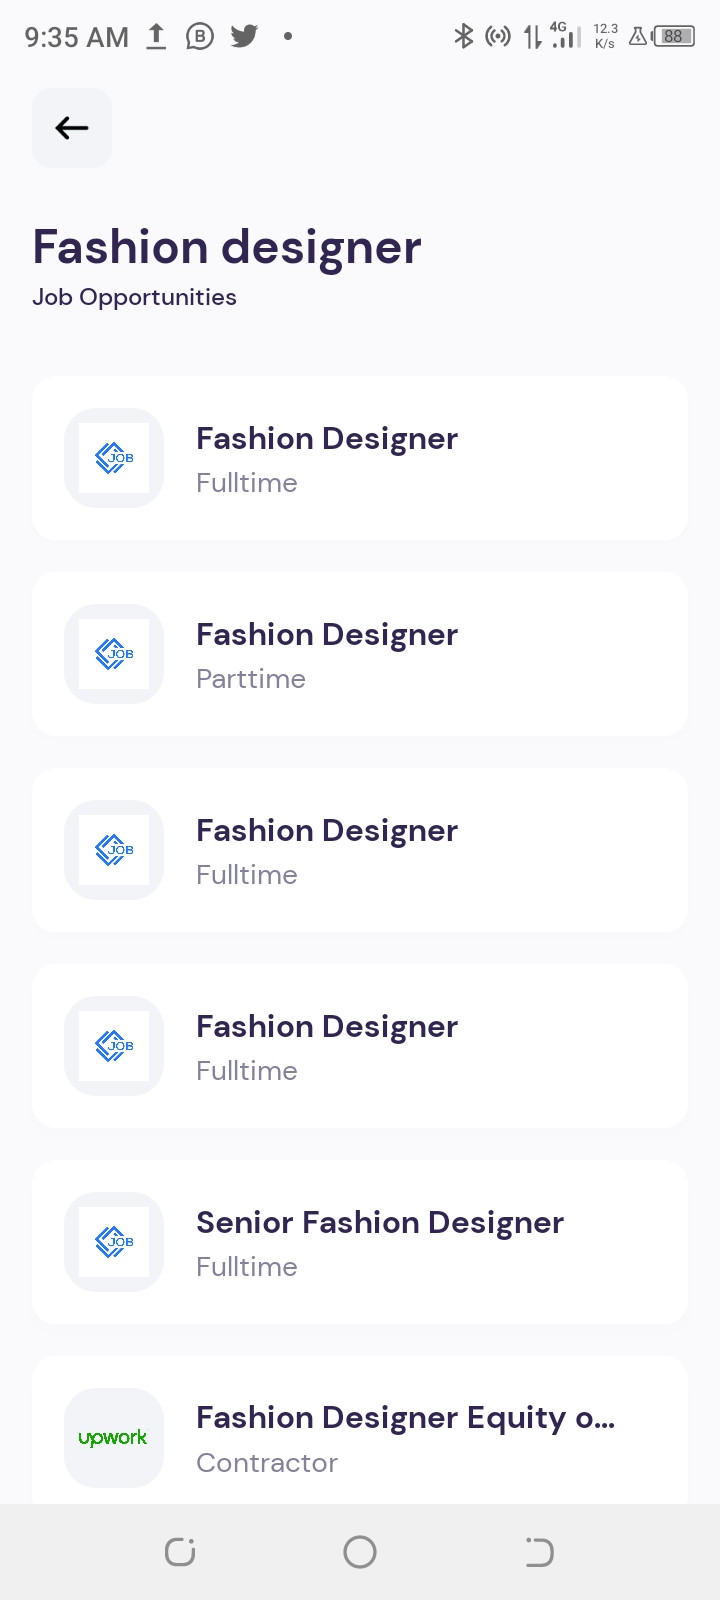 9:35 AM
4G
12.3
K/s
88
Fashion designer
Job Opportunities
JOB
Fashion Designer
Fulltime
JOB
Fashion Designer
Parttime
JOB
Fashion Designer
Fulltime
JOB
Fashion Designer
Fulltime
JOB
Senior Fashion Designer
Fulltime
upwork
Fashion Designer Equity o...
Contractor